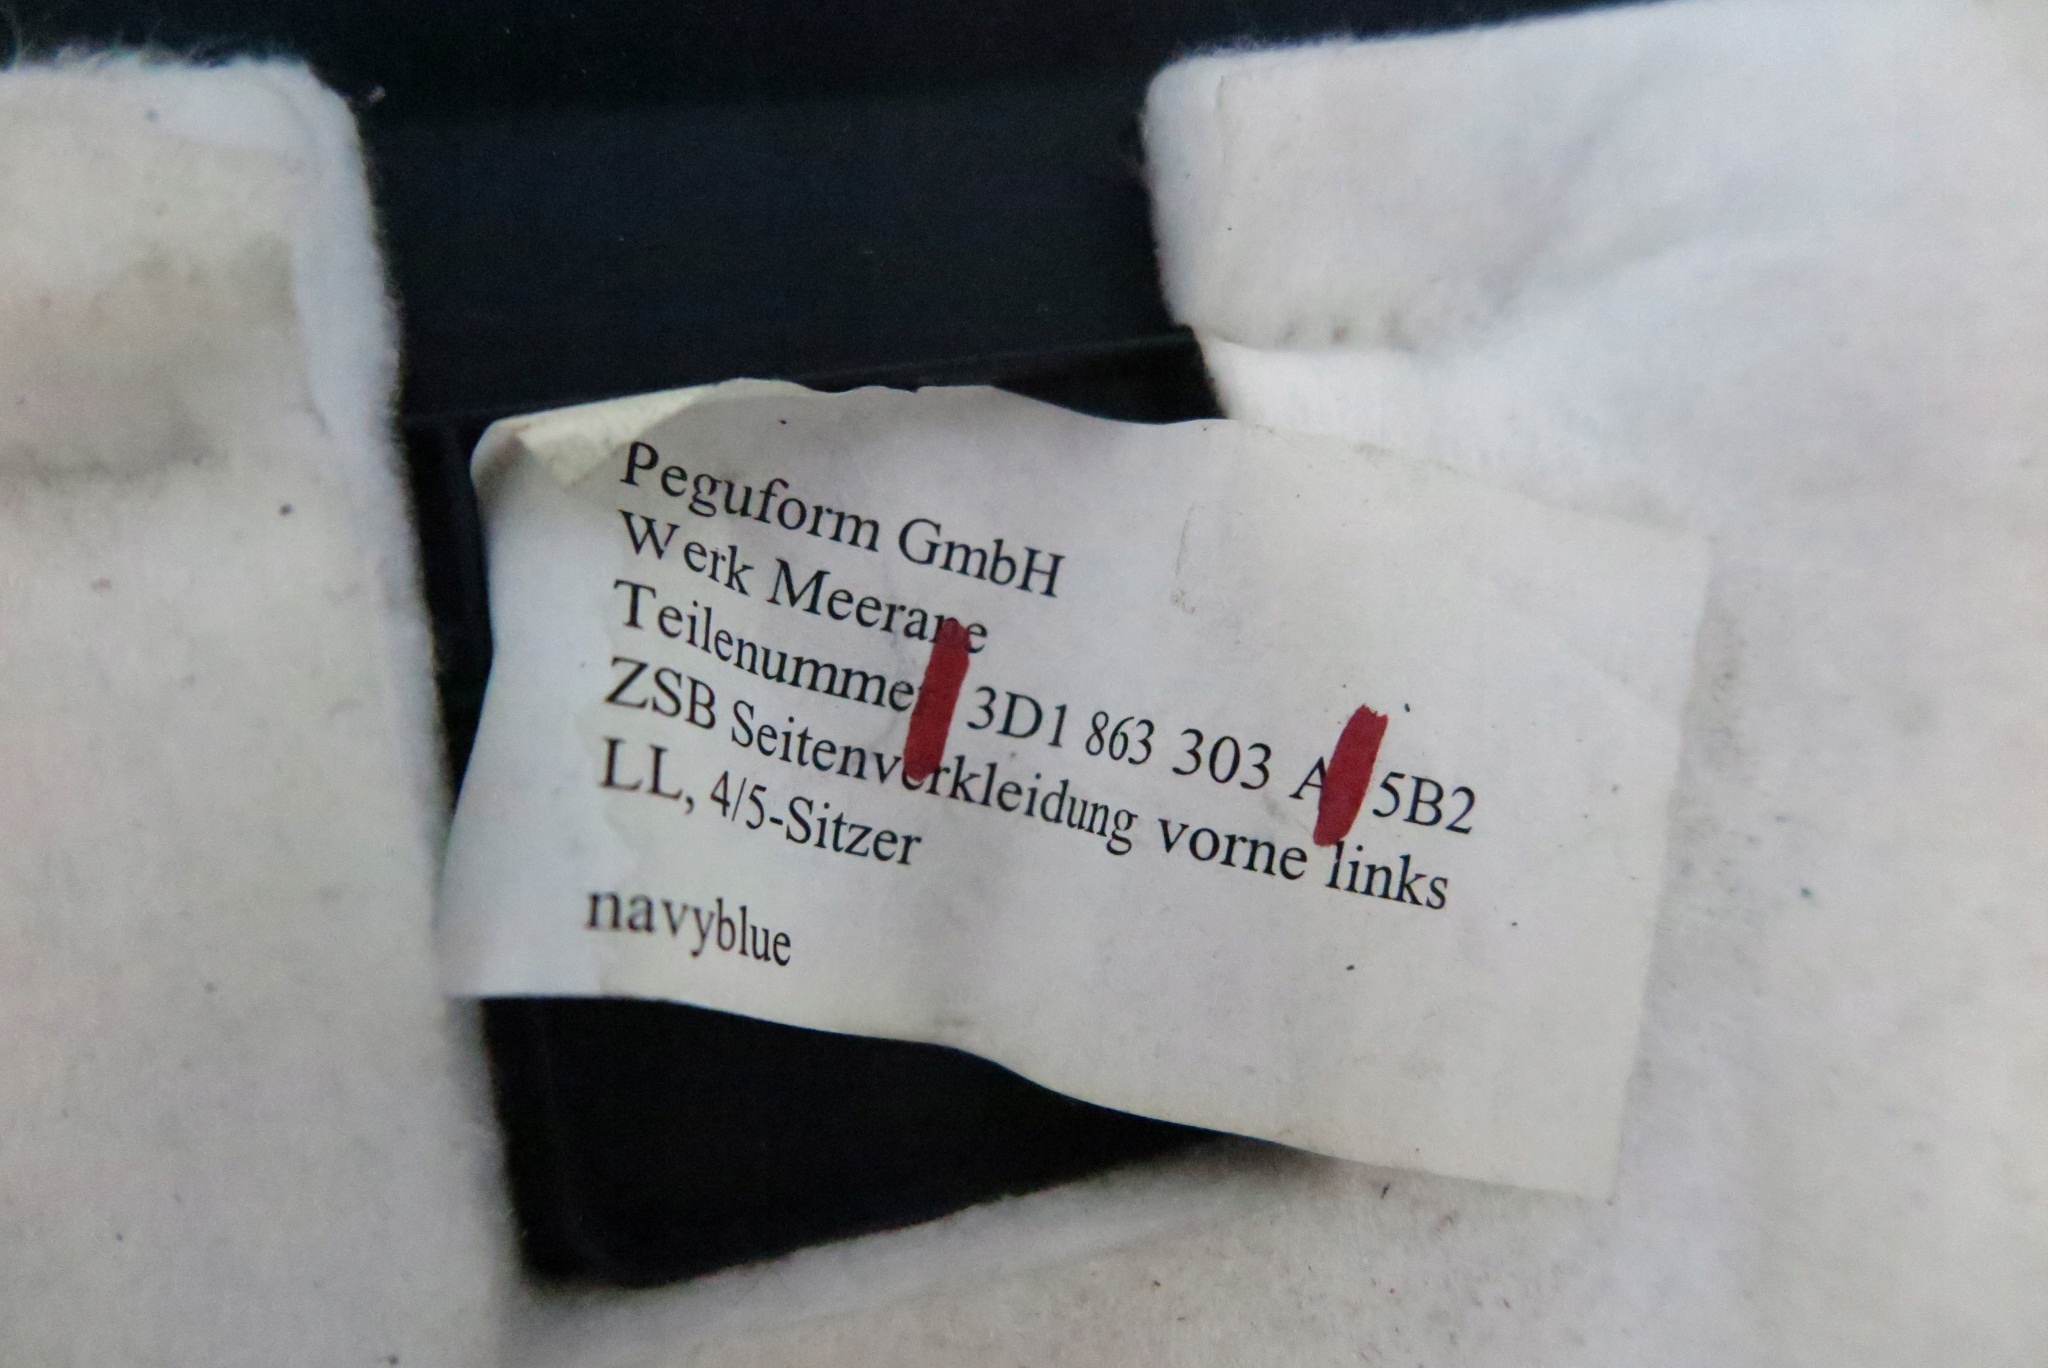 Peguform GmbH
Werk Meerane
Teilenummer 3D1 863 303 A 5B2
ZSB Seitenverkleidung vorne links
LL, 4/5-Sitzer
navyblue